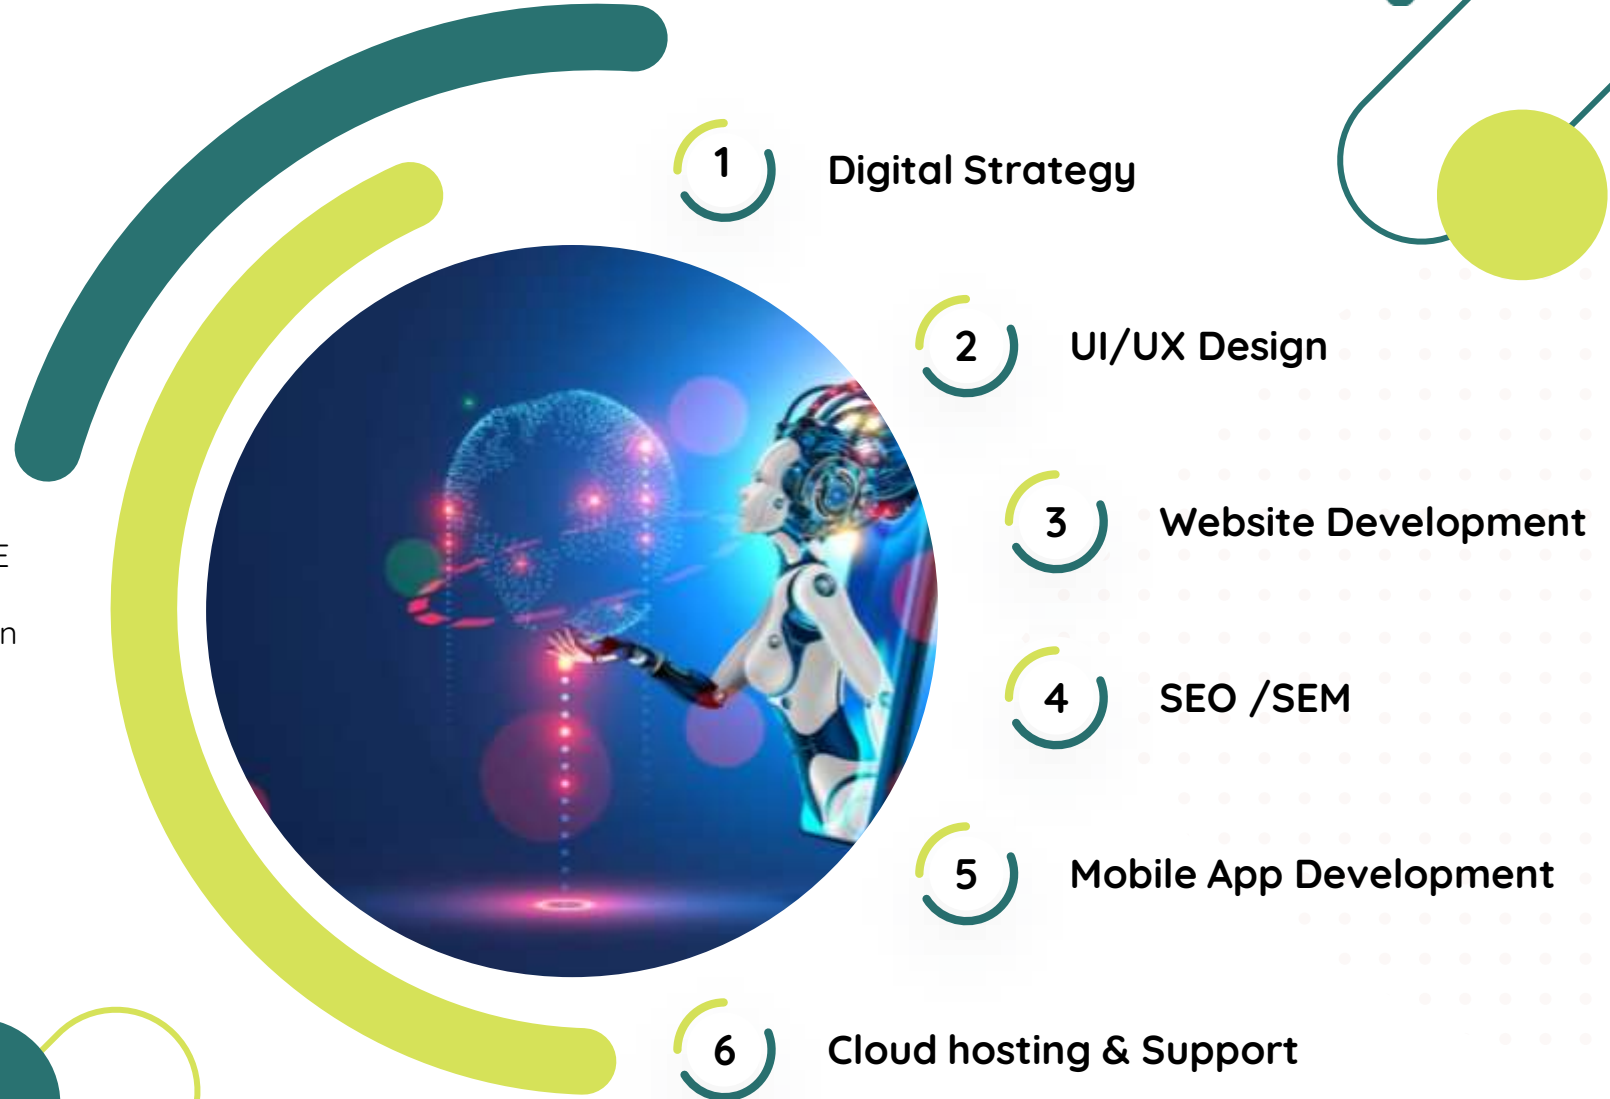 1
Digital Strategy
2
UI/UX Design
3
Website Development
E
n
4
SEO /SEM
5
Mobile App Development
6
Cloud hosting & Support